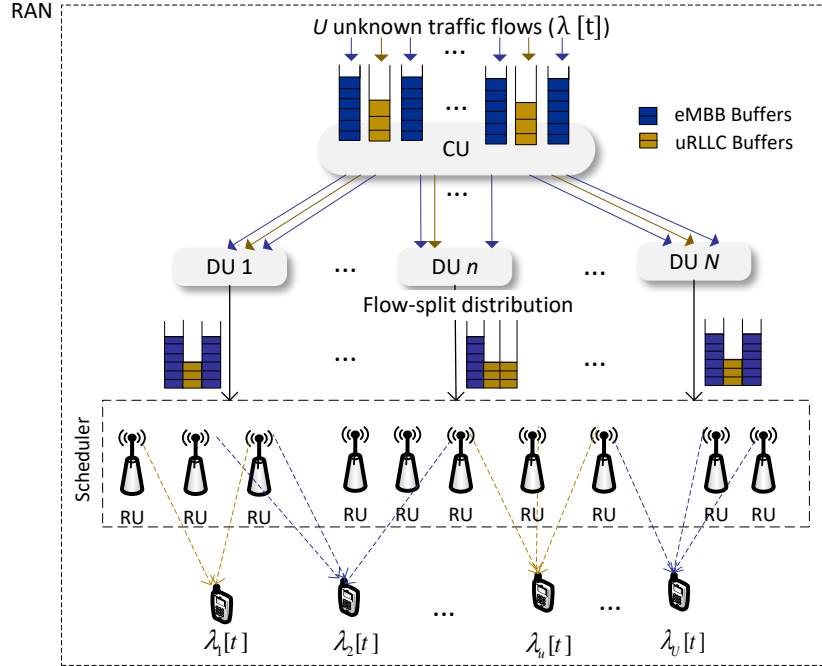 RAN
U unknown traffic flows (λ [t])
...
...
eMBB Buffers
uRLLC Buffers
CU
...
DU 1
...
DU n
...
DU N
Flow-split distribution
...
...
Scheduler
RU RU RU RU RU RU RU RU RU RU
... ...
λ₁[t] λ₂[t] λᵤ[t] λ_U[t]